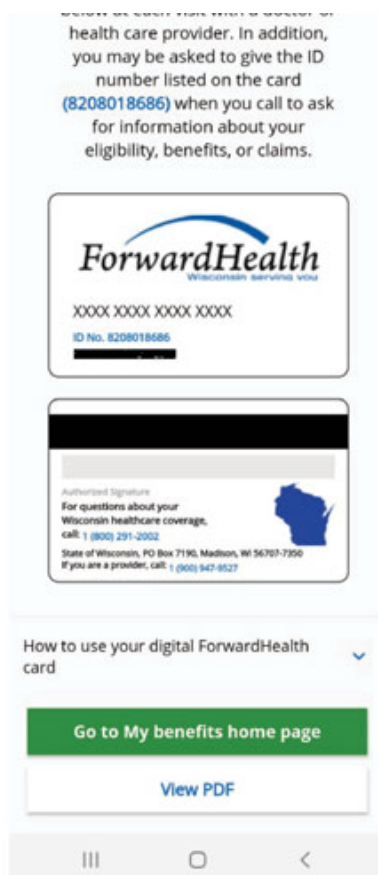 below at each visit with a doctor or
health care provider. In addition,
you may be asked to give the ID
number listed on the card
(8208018686) when you call to ask
for information about your
eligibility, benefits, or claims.
ForwardHealth
Wisconsin serving you
XXXX XXXX XXXX XXXX
ID No. 8208018686
Authorized Signature
For questions about your
Wisconsin healthcare coverage,
call: 1 (800) 291-2002
State of Wisconsin, PO Box 7190, Madison, WI 56707-7350
If you are a provider, call: 1 (900) 947-9527
How to use your digital ForwardHealth
card
Go to My benefits home page
View PDF